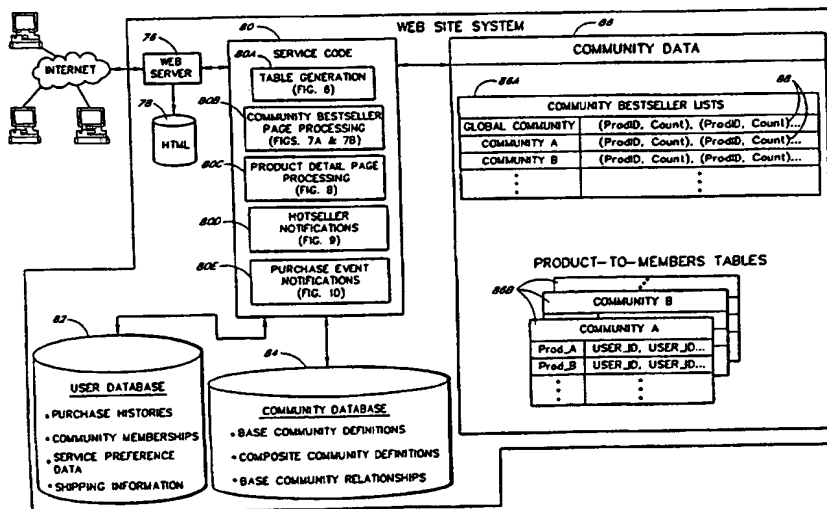 WEB SITE SYSTEM
INTERNET
76
WEB
SERVER
78
HTML
80
SERVICE CODE
80A
TABLE GENERATION
(FIG. 6)
80B
COMMUNITY BESTSELLER
PAGE PROCESSING
(FIGS. 7A & 7B)
80C
PRODUCT DETAIL PAGE
PROCESSING
(FIG. 8)
80D
HOTSELLER
NOTIFICATIONS
(FIG. 9)
80E
PURCHASE EVENT
NOTIFICATIONS
(FIG. 10)
86
COMMUNITY DATA
86A
88
COMMUNITY BESTSELLER LISTS
GLOBAL COMMUNITY (ProdID, Count), (ProdID, Count)...
COMMUNITY A (ProdID, Count), (ProdID, Count)...
COMMUNITY B (ProdID, Count), (ProdID, Count)...
PRODUCT-TO-MEMBERS TABLES
86B
COMMUNITY B
COMMUNITY A
Prod_A USER_ID, USER_ID...
Prod_B USER_ID, USER_ID...
82
USER DATABASE
• PURCHASE HISTORIES
• COMMUNITY MEMBERSHIPS
• SERVICE PREFERENCE
DATA
• SHIPPING INFORMATION
84
COMMUNITY DATABASE
• BASE COMMUNITY DEFINITIONS
• COMPOSITE COMMUNITY DEFINITIONS
• BASE COMMUNITY RELATIONSHIPS